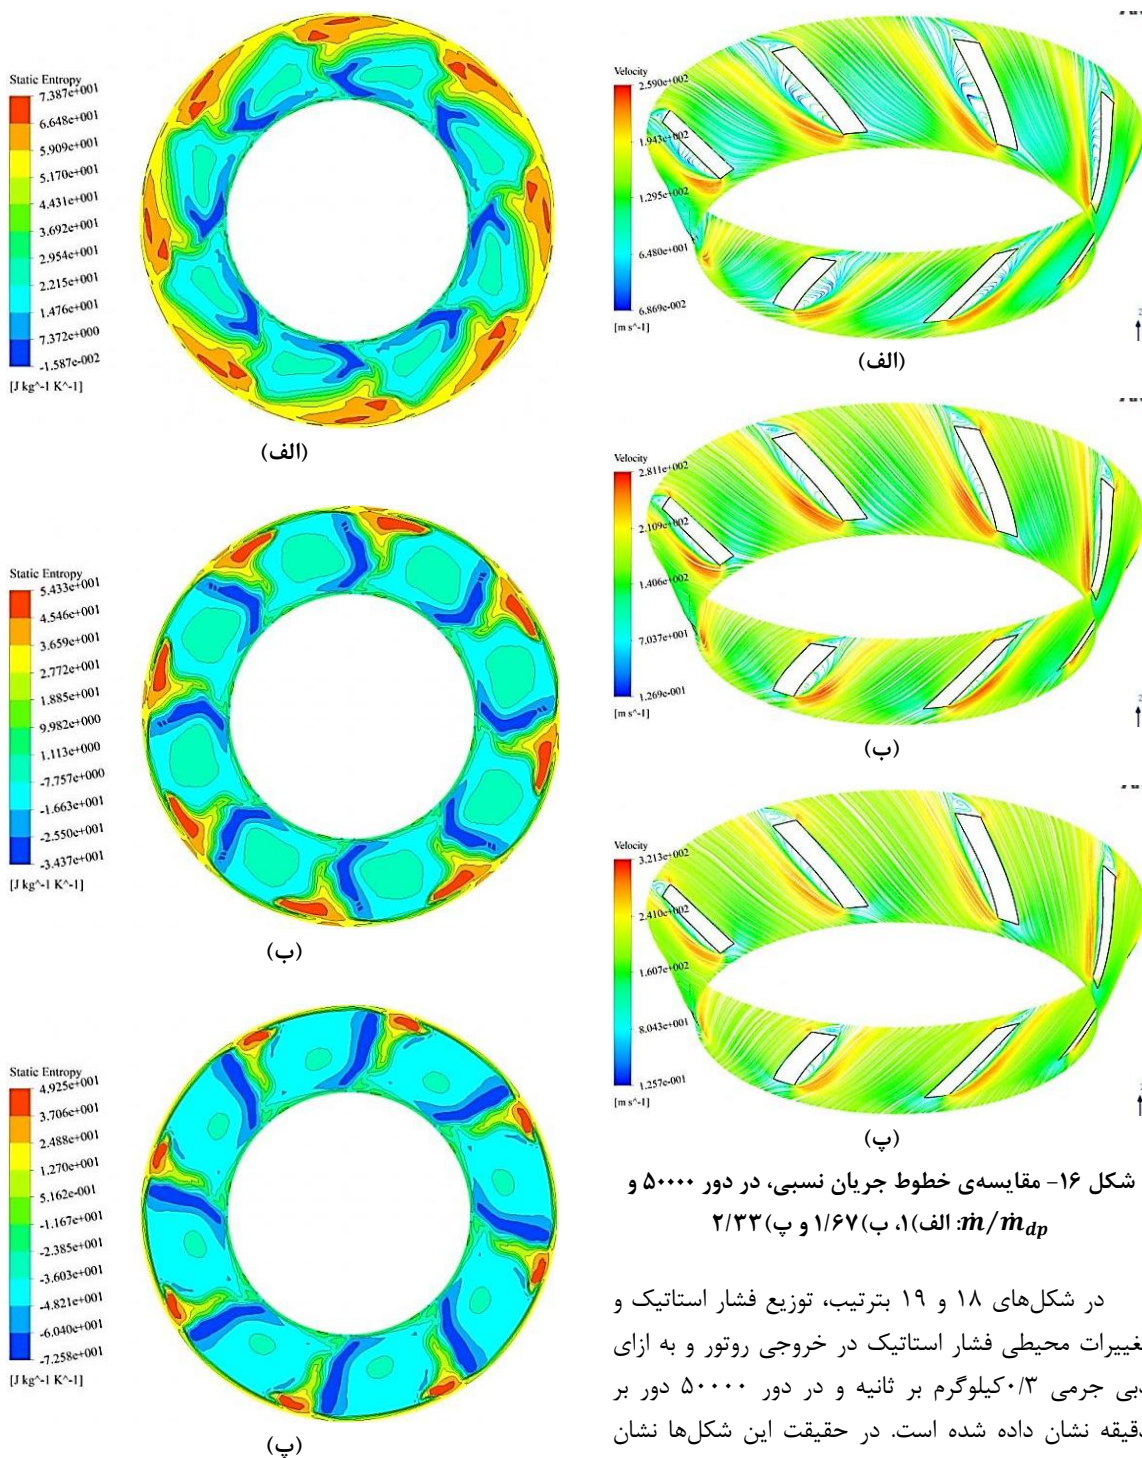 Velocity
2.590e+002
1.943e+002
1.295e+002
6.480e+001
6.869e-002
[m s^-1]
(الف)
Velocity
2.811e+002
2.109e+002
1.406e+002
7.037e+001
1.269e-001
[m s^-1]
(ب)
Velocity
3.213e+002
2.410e+002
1.607e+002
8.043e+001
1.257e-001
[m s^-1]
(پ)
شکل ۱۶- مقایسه‌ی خطوط جریان نسبی، در دور ۵۰۰۰۰ و
ṁ/ṁdp: الف)۱، ب)۱/۶۷ و پ)۲/۳۳
در شکل‌های ۱۸ و ۱۹ بترتیب، توزیع فشار استاتیک و
تغییرات محیطی فشار استاتیک در خروجی روتور و به ازای
دبی جرمی ۰/۳کیلوگرم بر ثانیه و در دور ۵۰۰۰۰ دور بر
دقیقه نشان داده شده است. در حقیقت این شکل‌ها نشان
Static Entropy
7.387e+001
6.648e+001
5.909e+001
5.170e+001
4.431e+001
3.692e+001
2.954e+001
2.215e+001
1.476e+001
7.372e+000
-1.587e-002
[J kg^-1 K^-1]
(الف)
Static Entropy
5.433e+001
4.546e+001
3.659e+001
2.772e+001
1.885e+001
9.982e+000
1.113e+000
-7.757e+000
-1.663e+001
-2.550e+001
-3.437e+001
[J kg^-1 K^-1]
(ب)
Static Entropy
4.925e+001
3.706e+001
2.488e+001
1.270e+001
5.162e-001
-1.167e+001
-2.385e+001
-3.603e+001
-4.821e+001
-6.040e+001
-7.258e+001
[J kg^-1 K^-1]
(پ)